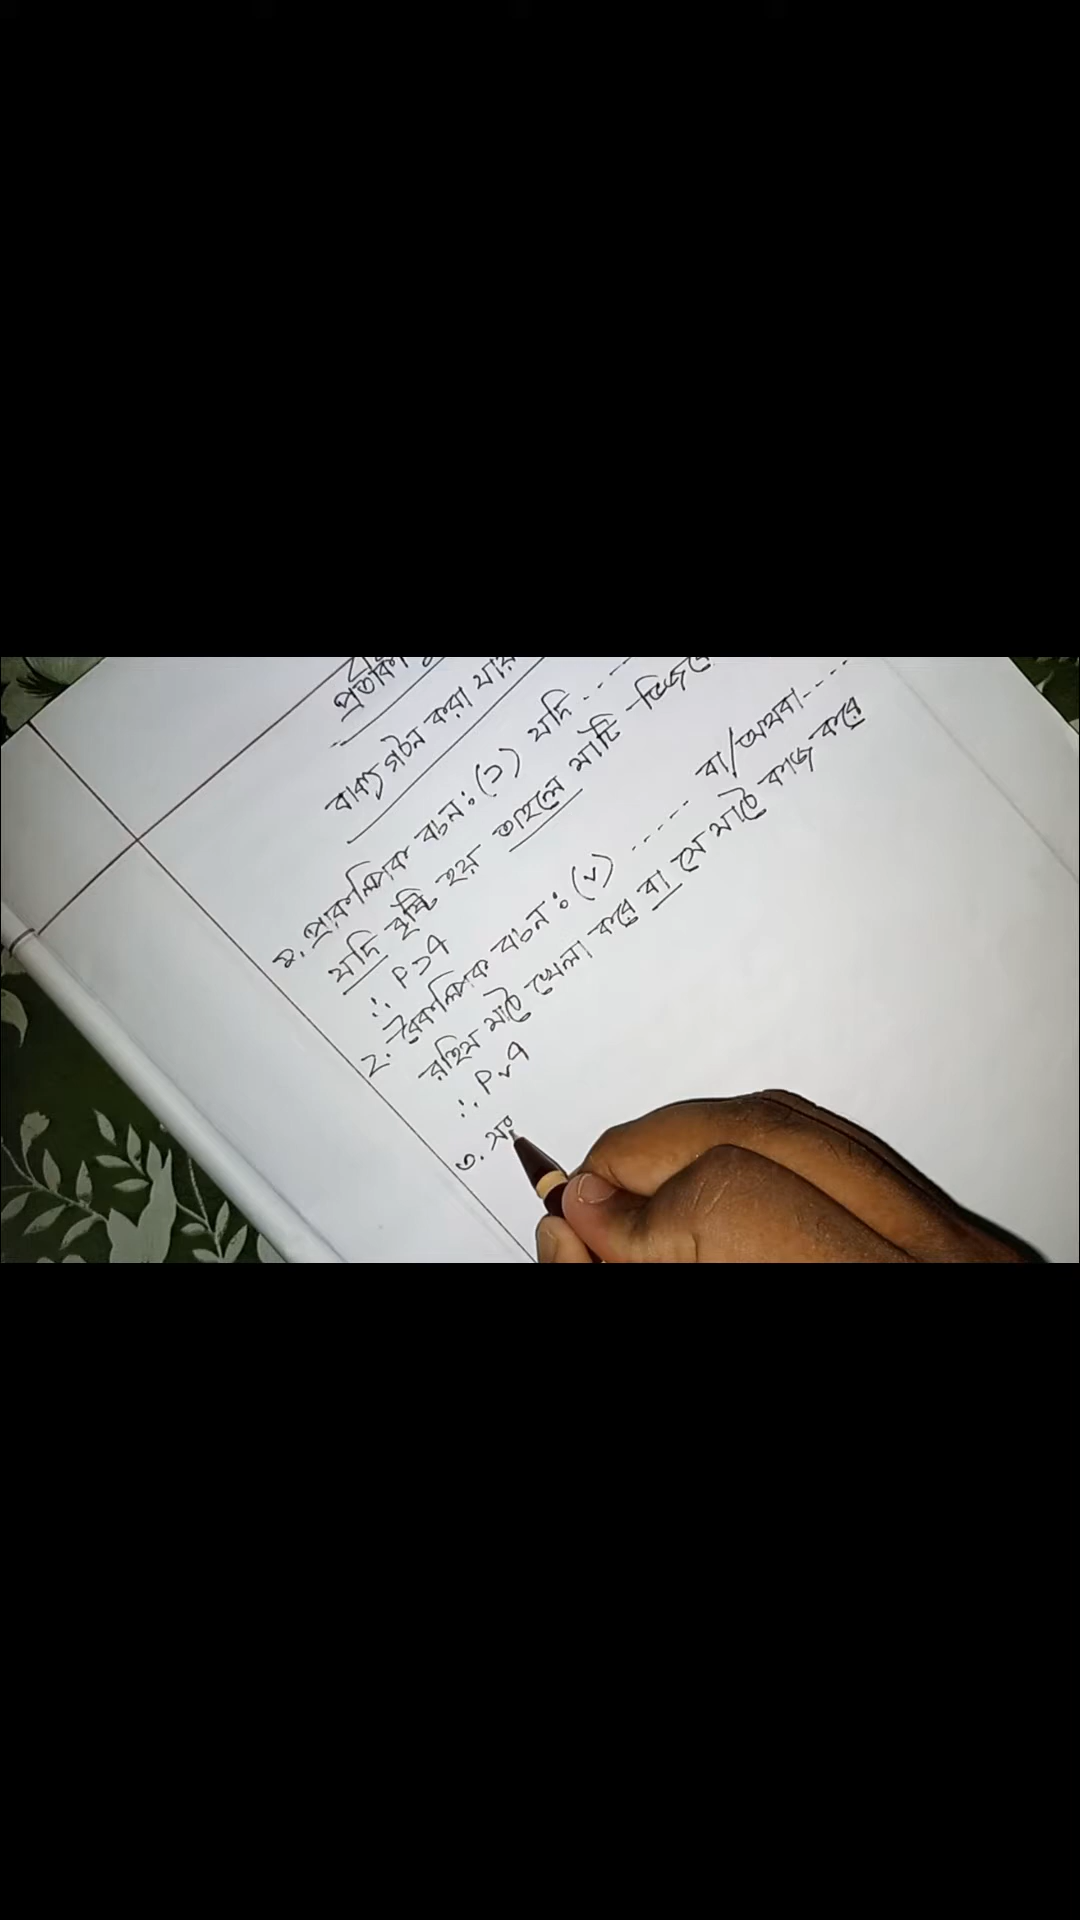 প্রতীকী
বাক্য গঠন করা যায়
১. প্রাকল্পিক বচন: (⊃) যদি ----
যদি বৃষ্টি হয় তাহলে মাটি ভিজবে
∴ P⊃q
2. বৈকল্পিক বচন: (v) ---- বা/অথবা ----
রহিম মাঠে খেলা করে বা সে মাঠে কাজ করে
∴ Pvq
৩. সং